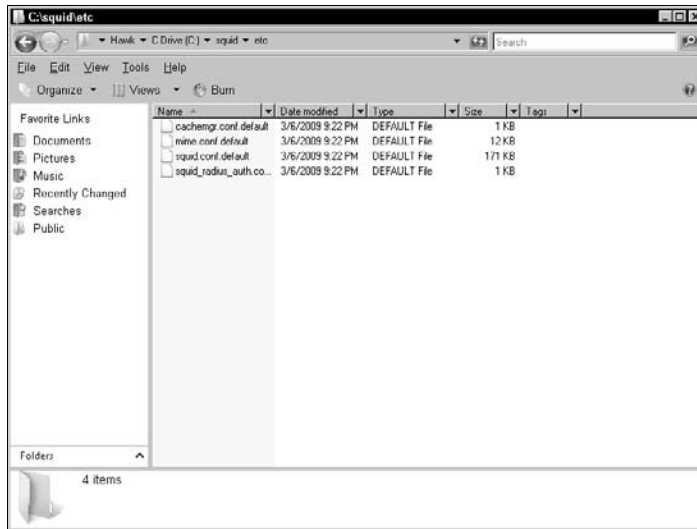 C:\squid\etc
Hawk C Drive (C:) squid etc Search
File Edit View Tools Help
Organize Views Burn
Favorite Links
Documents
Pictures
Music
Recently Changed
Searches
Public
Folders
Name Date modified Type Size Tags
cachemgr.conf.default 3/6/2009 9:22 PM DEFAULT File 1 KB
mime.conf.default 3/6/2009 9:22 PM DEFAULT File 12 KB
squid.conf.default 3/6/2009 9:22 PM DEFAULT File 171 KB
squid_radius_auth.co... 3/6/2009 9:22 PM DEFAULT File 1 KB
4 items